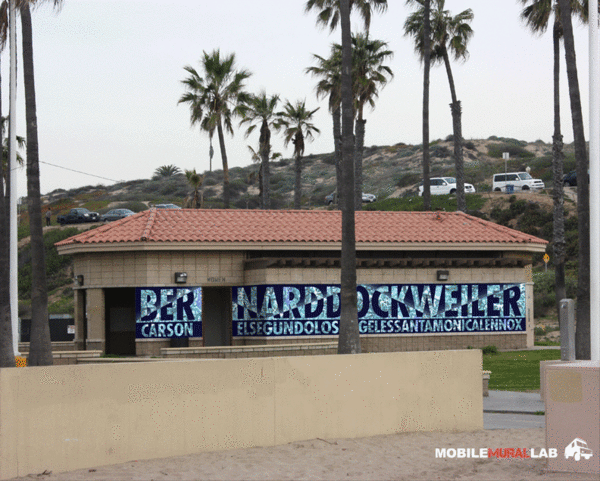 BER
CARSON
NARDDOCKWEILER
ELSEGUNDOLOS GELESSANTAMONICALENNOX
MOBILEMURALLAB